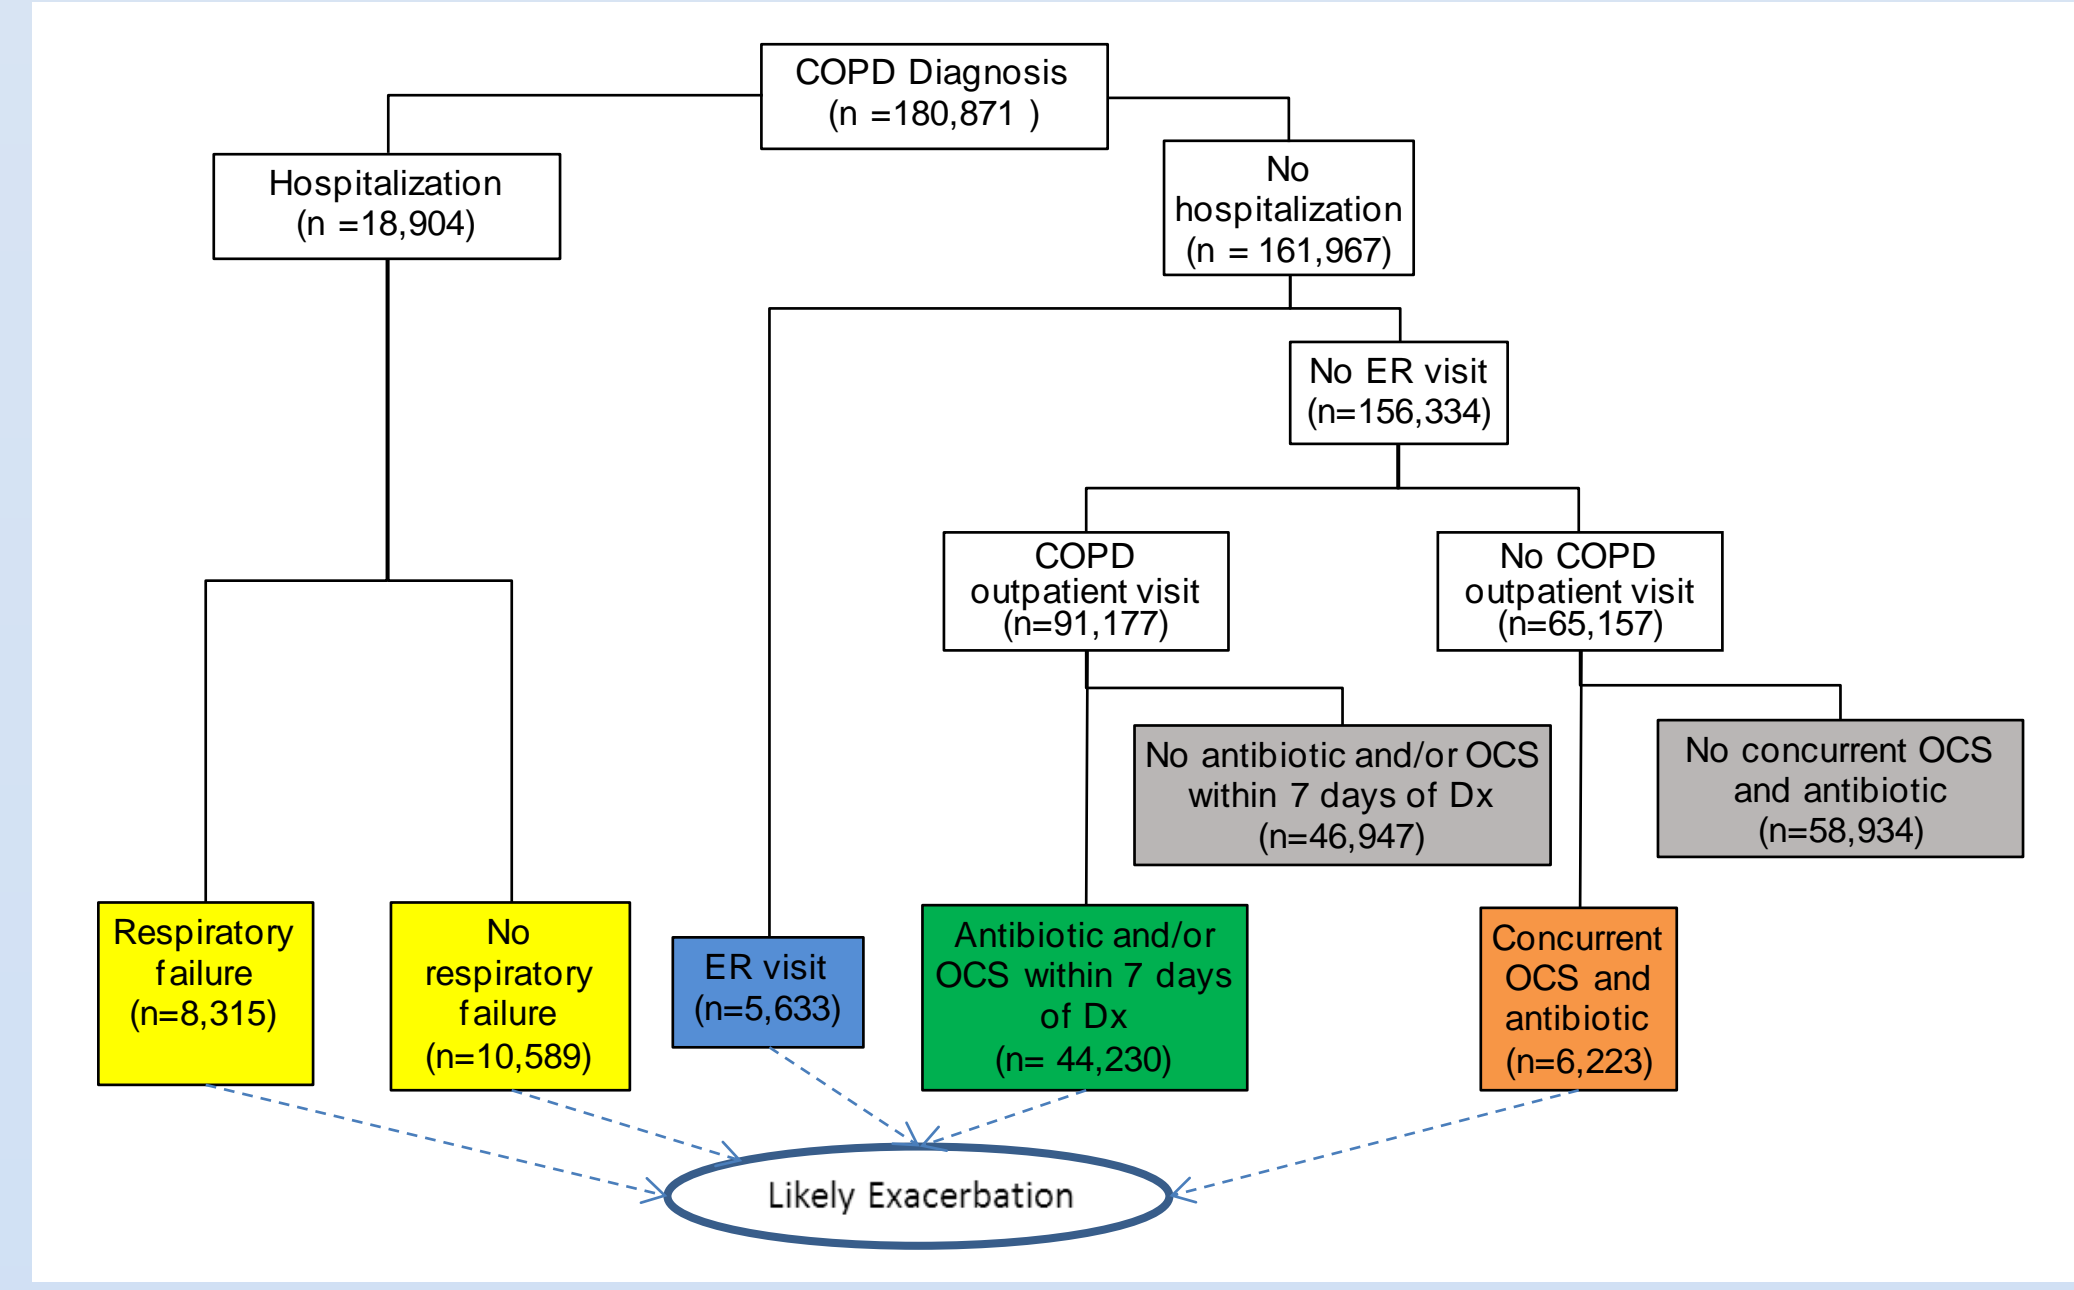 COPD Diagnosis
(n =180,871 )
Hospitalization
(n =18,904)
No
hospitalization
(n = 161,967)
No ER visit
(n=156,334)
COPD
outpatient visit
(n=91,177)
No COPD
outpatient visit
(n=65,157)
No antibiotic and/or OCS
within 7 days of Dx
(n=46,947)
No concurrent OCS
and antibiotic
(n=58,934)
Respiratory
failure
(n=8,315)
No
respiratory
failure
(n=10,589)
ER visit
(n=5,633)
Antibiotic and/or
OCS within 7 days
of Dx
(n= 44,230)
Concurrent
OCS and
antibiotic
(n=6,223)
Likely Exacerbation